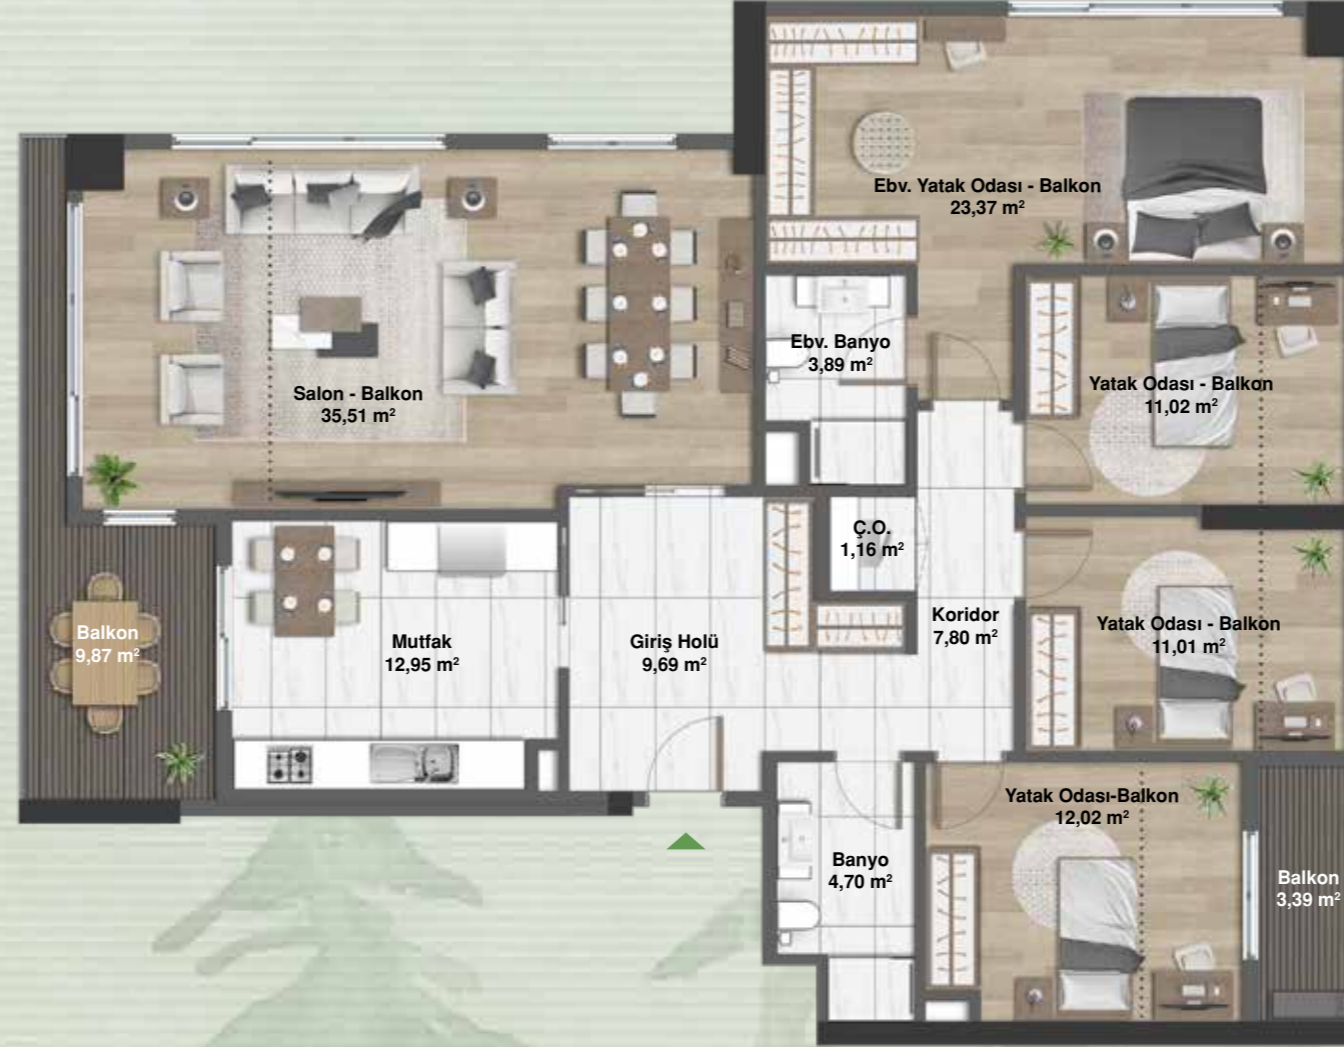 Ebv. Yatak Odası - Balkon
23,37 m²
Ebv. Banyo
3,89 m²
Yatak Odası - Balkon
11,02 m²
Salon - Balkon
35,51 m²
Ç.O.
1,16 m²
Balkon
9,87 m²
Mutfak
12,95 m²
Giriş Holü
9,69 m²
Koridor
7,80 m²
Yatak Odası - Balkon
11,01 m²
Yatak Odası-Balkon
12,02 m²
Banyo
4,70 m²
Balkon
3,39 m²